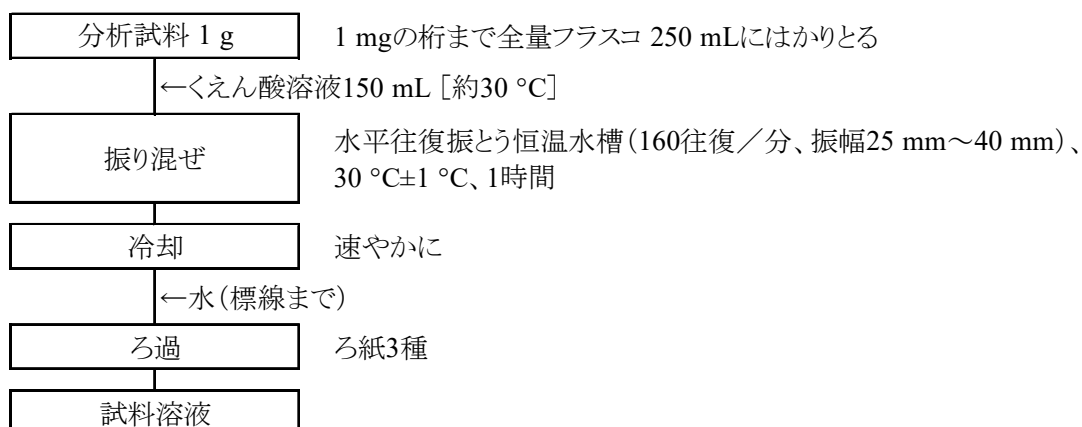 分析試料 1 g
1 mgの桁まで全量フラスコ 250 mLにはかりとる
←くえん酸溶液150 mL [約30 °C]
振り混ぜ
水平往復振とう恒温水槽(160往復/分、振幅25 mm~40 mm)、
30 °C±1 °C、1時間
冷却
速やかに
←水(標線まで)
ろ過
ろ紙3種
試料溶液